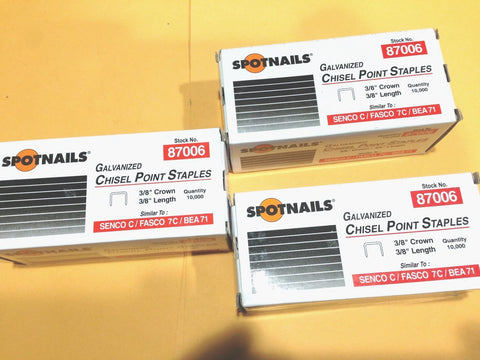 SPOTNAILS®
Stock No.
87006
GALVANIZED
CHISEL POINT STAPLES
3/8" Crown
3/8" Length
Quantity
10,000
Similar To :
SENCO C / FASCO 7C / BEA 71
SPOTNAILS®
Stock No.
87006
GALVANIZED
CHISEL POINT STAPLES
3/8" Crown
3/8" Length
Quantity
10,000
Similar To :
SENCO C / FASCO 7C / BEA 71
SPOTNAILS®
Stock No.
87006
GALVANIZED
CHISEL POINT STAPLES
3/8" Crown
3/8" Length
Quantity
10,000
Similar To :
SENCO C / FASCO 7C / BEA 71